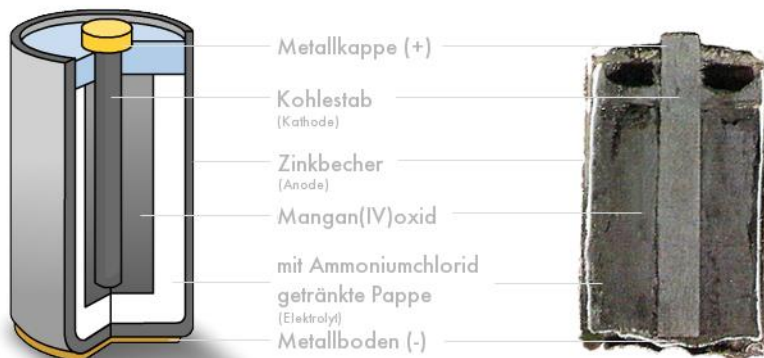 Metallkappe (+)
Kohlestab
(Kathode)
Zinkbecher
(Anode)
Mangan(IV)oxid
mit Ammoniumchlorid
getränkte Pappe
(Elektrolyt)
Metallboden (-)